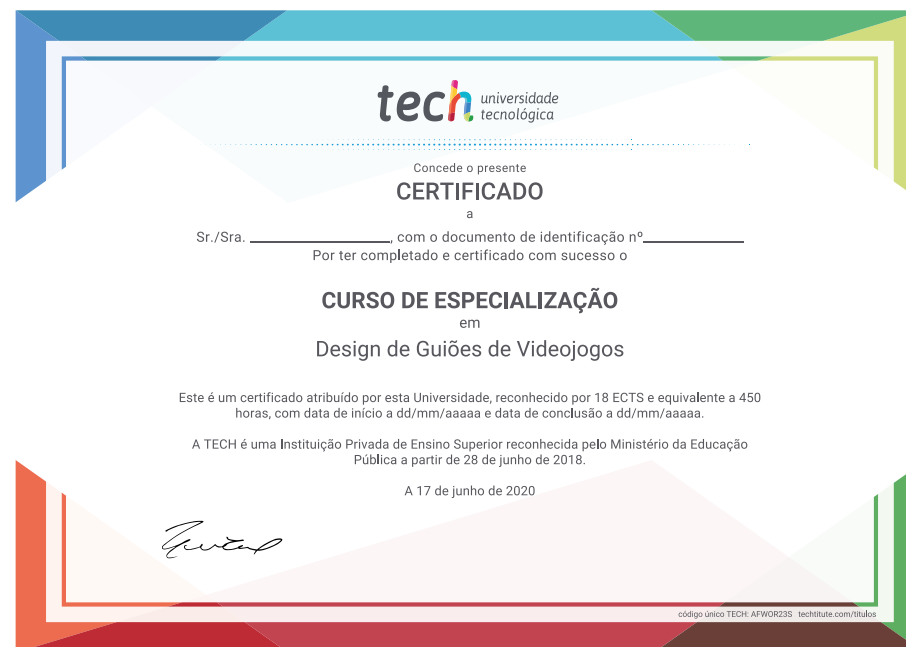 tech universidade
tecnológica
Concede o presente
CERTIFICADO
a
Sr./Sra. ____________________, com o documento de identificação nº______________
Por ter completado e certificado com sucesso o
CURSO DE ESPECIALIZAÇÃO
em
Design de Guiões de Videojogos
Este é um certificado atribuído por esta Universidade, reconhecido por 18 ECTS e equivalente a 450
horas, com data de início a dd/mm/aaaaa e data de conclusão a dd/mm/aaaaa.
A TECH é uma Instituição Privada de Ensino Superior reconhecida pelo Ministério da Educação
Pública a partir de 28 de junho de 2018.
A 17 de junho de 2020
código único TECH: AFWOR23S techtitute.com/titulos